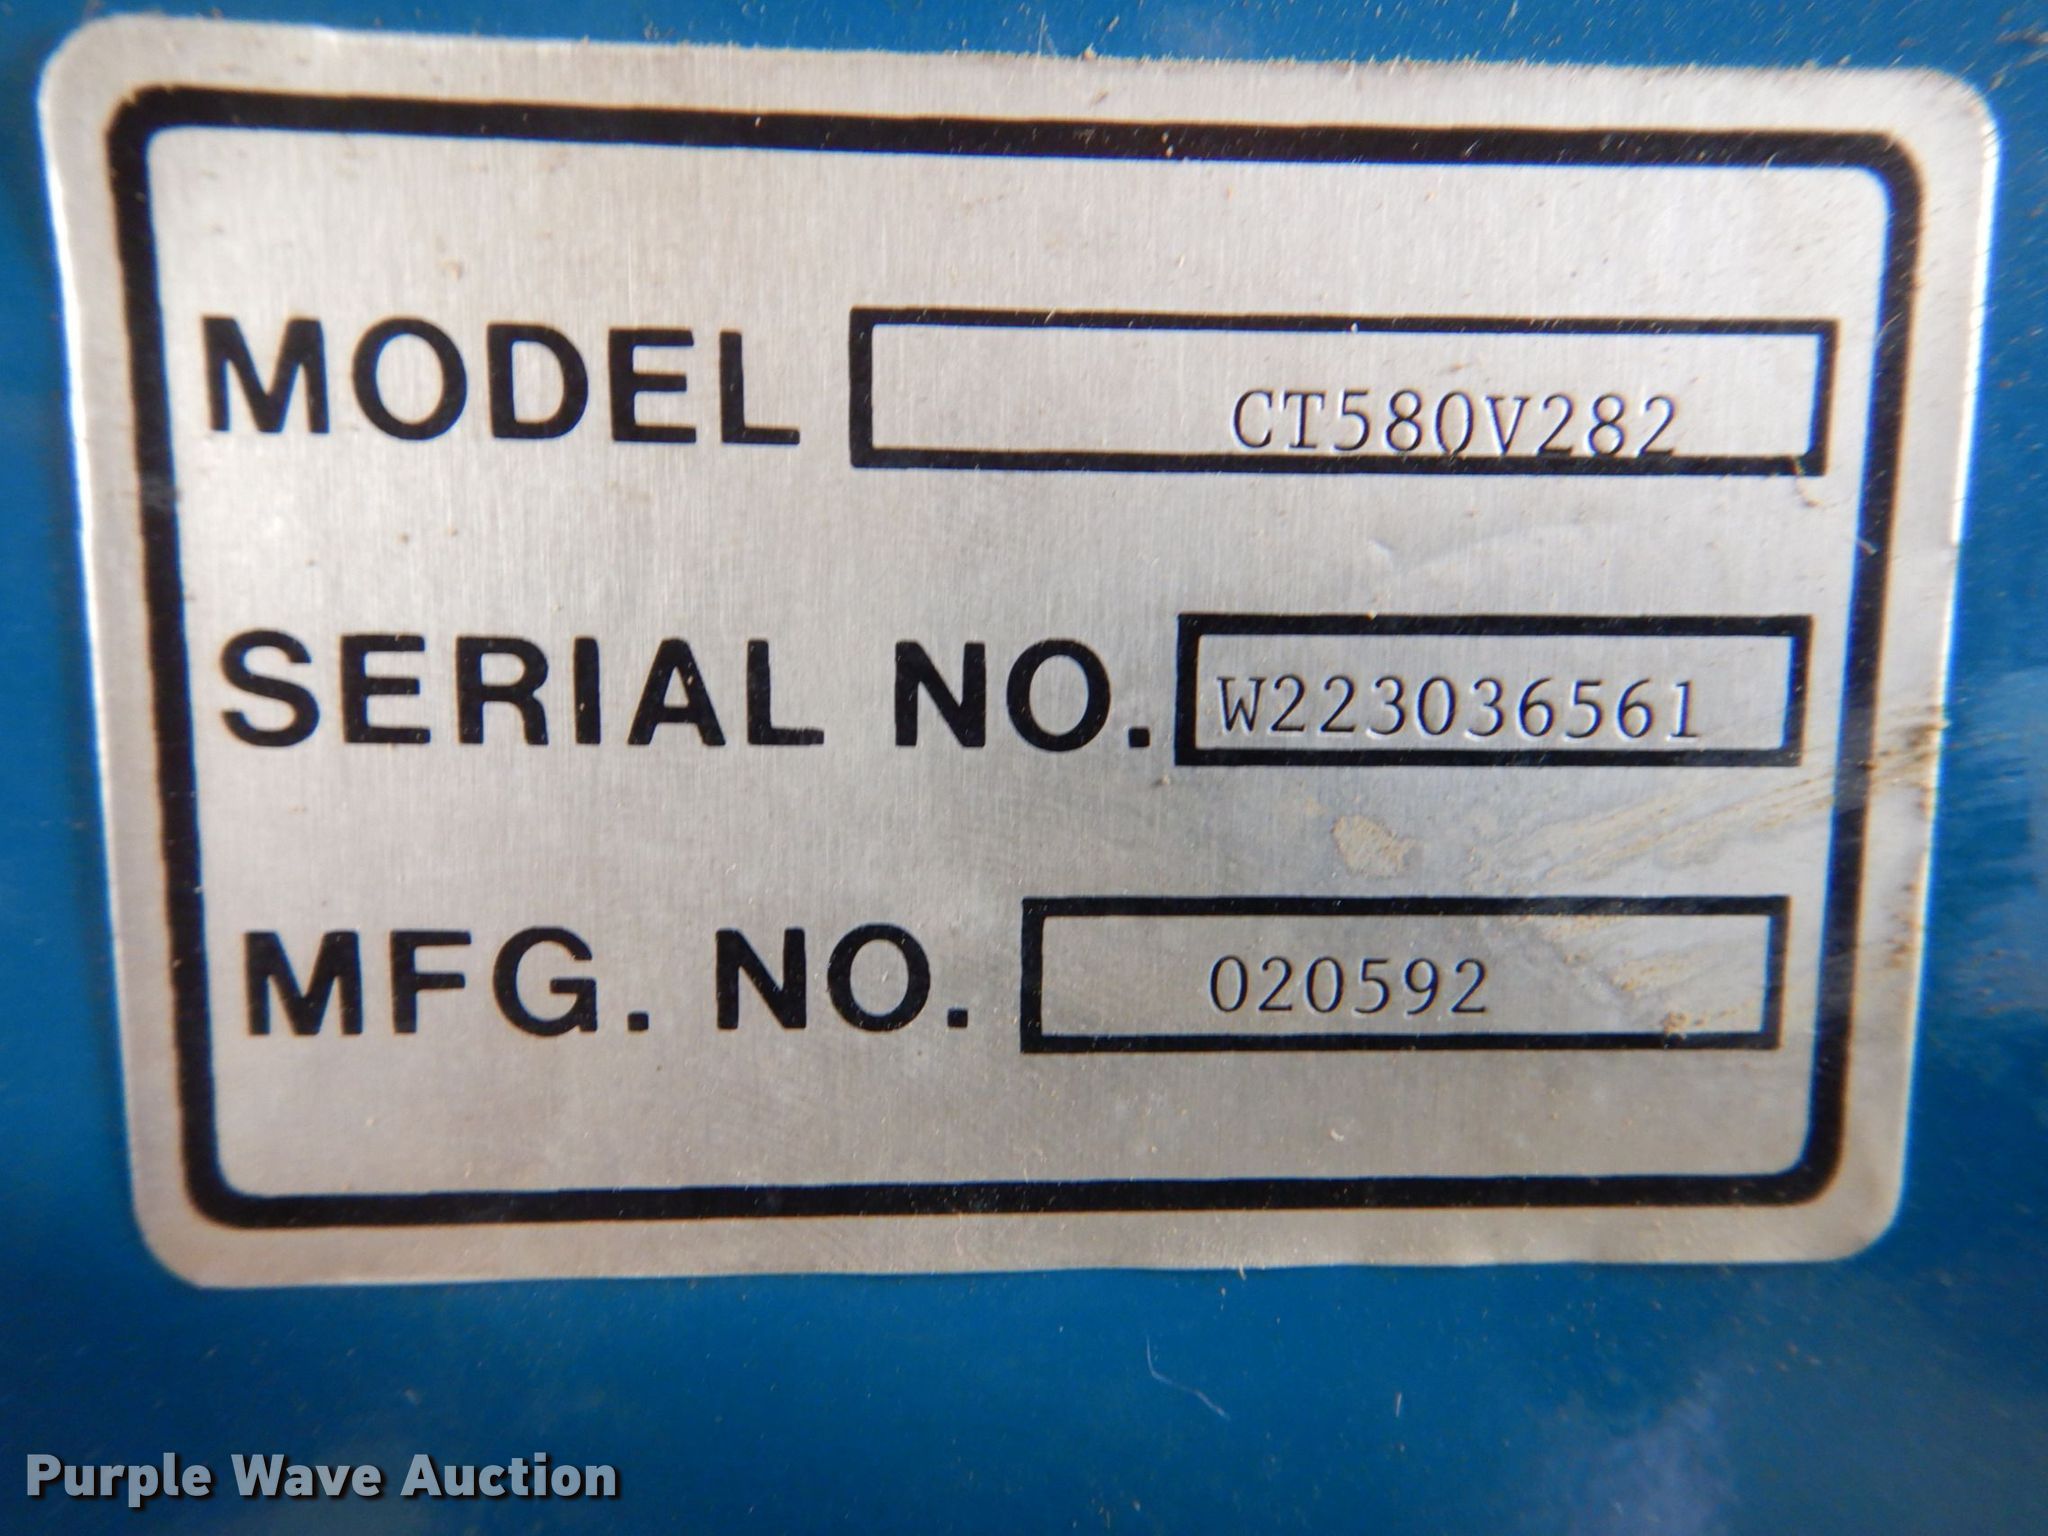 MODEL CT580V282
SERIAL NO. W223036561
MFG. NO. 020592
Purple Wave Auction